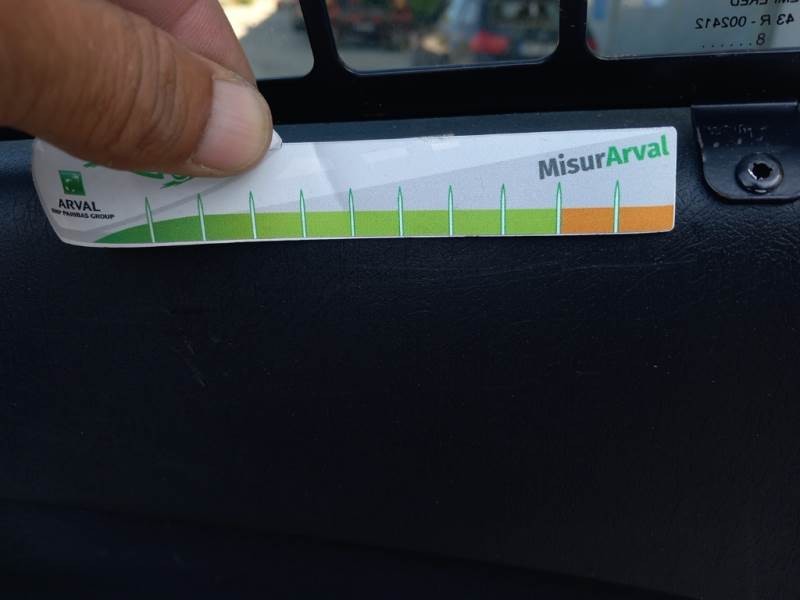 MisurArval
ARVAL
BNP PARIBAS GROUP
43 R - 002412
8.......